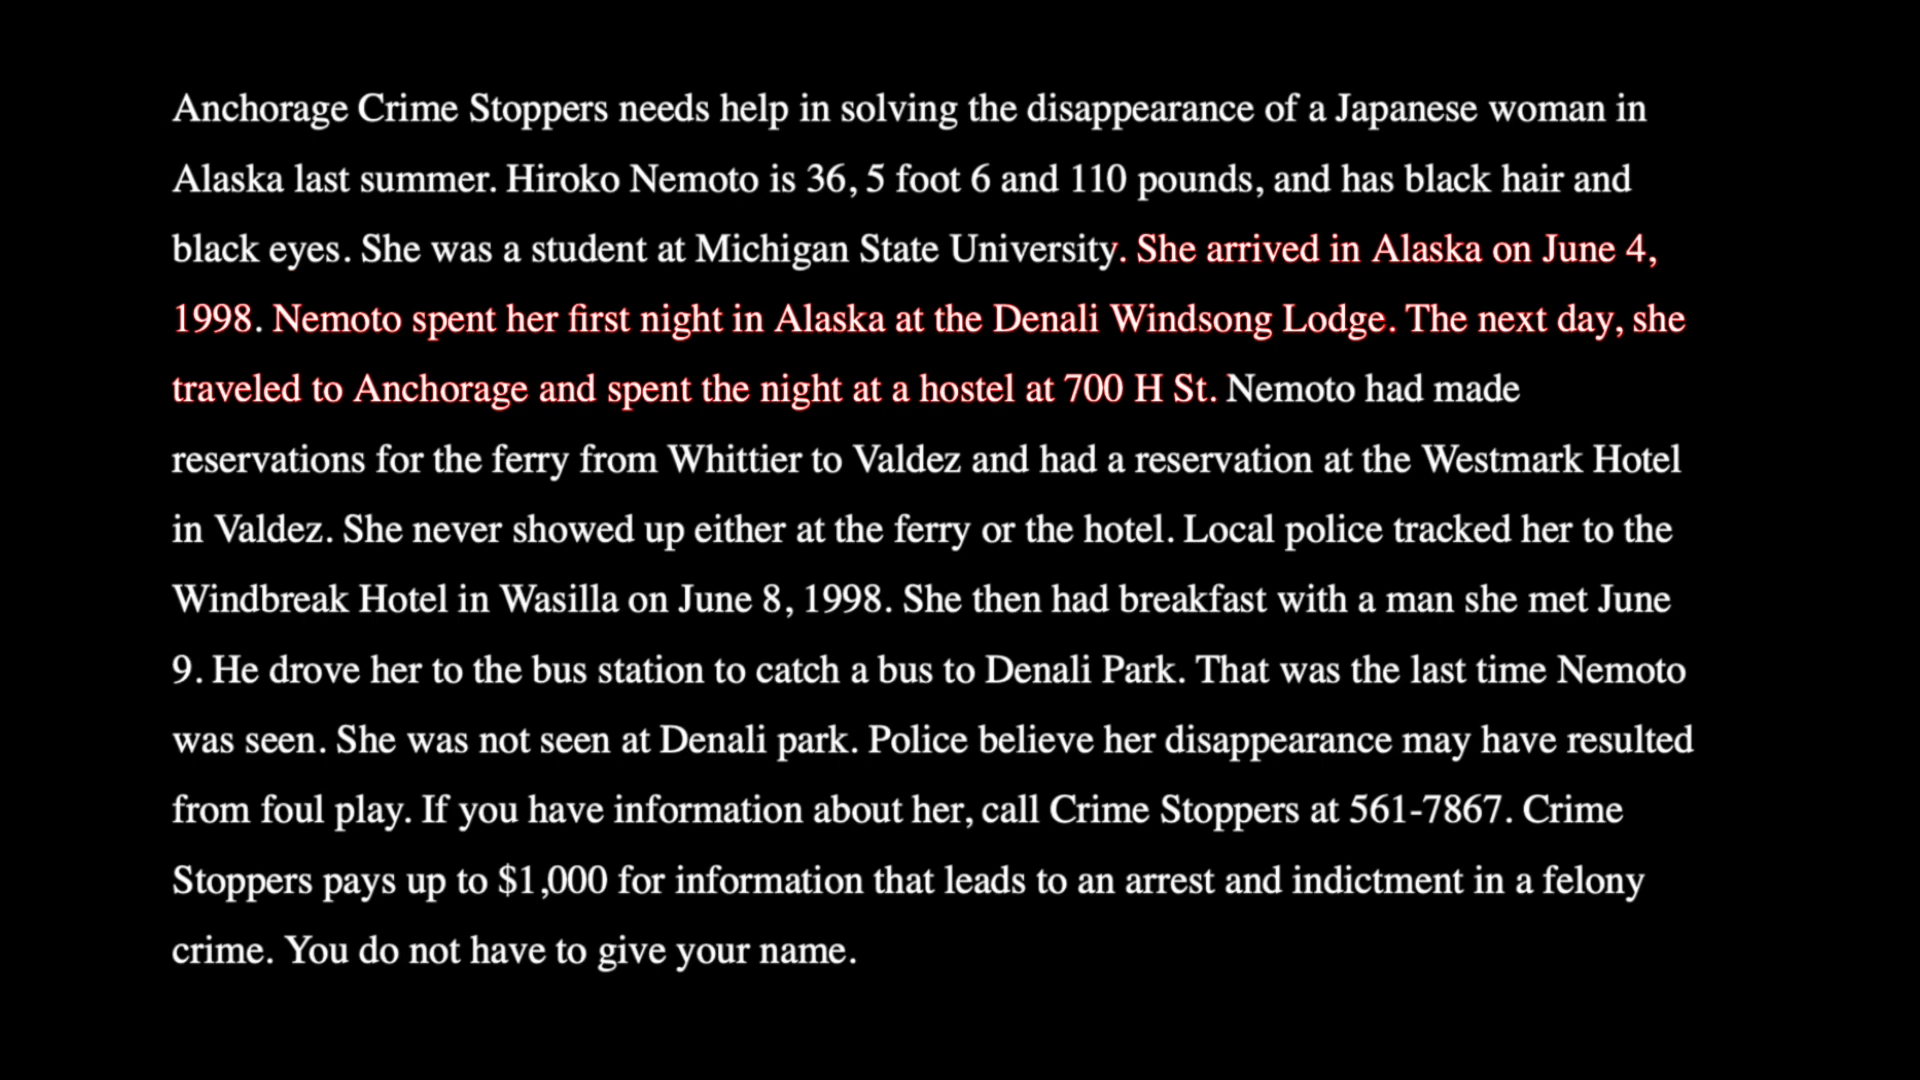 Anchorage Crime Stoppers needs help in solving the disappearance of a Japanese woman in
Alaska last summer. Hiroko Nemoto is 36, 5 foot 6 and 110 pounds, and has black hair and
black eyes. She was a student at Michigan State University. She arrived in Alaska on June 4,
1998. Nemoto spent her first night in Alaska at the Denali Windsong Lodge. The next day, she
traveled to Anchorage and spent the night at a hostel at 700 H St. Nemoto had made
reservations for the ferry from Whittier to Valdez and had a reservation at the Westmark Hotel
in Valdez. She never showed up either at the ferry or the hotel. Local police tracked her to the
Windbreak Hotel in Wasilla on June 8, 1998. She then had breakfast with a man she met June
9. He drove her to the bus station to catch a bus to Denali Park. That was the last time Nemoto
was seen. She was not seen at Denali park. Police believe her disappearance may have resulted
from foul play. If you have information about her, call Crime Stoppers at 561-7867. Crime
Stoppers pays up to $1,000 for information that leads to an arrest and indictment in a felony
crime. You do not have to give your name.